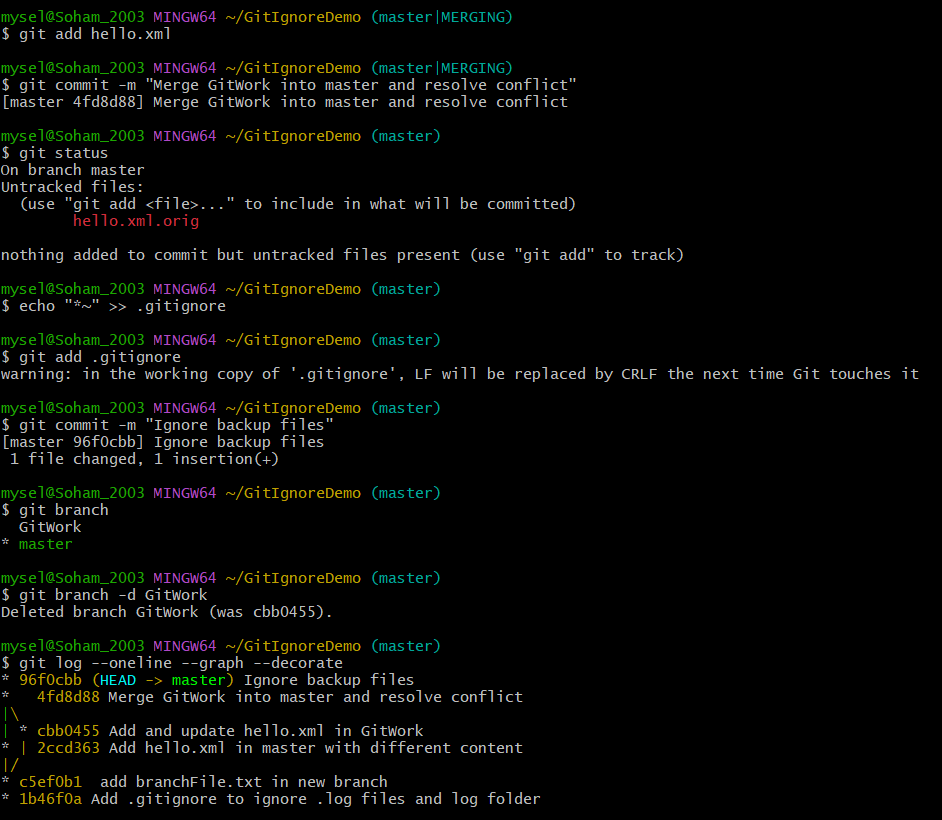 mysel@Soham_2003 MINGW64 ~/GitIgnoreDemo (master|MERGING)
$ git add hello.xml

mysel@Soham_2003 MINGW64 ~/GitIgnoreDemo (master|MERGING)
$ git commit -m "Merge GitWork into master and resolve conflict"
[master 4fd8d88] Merge GitWork into master and resolve conflict

mysel@Soham_2003 MINGW64 ~/GitIgnoreDemo (master)
$ git status
On branch master
Untracked files:
  (use "git add <file>..." to include in what will be committed)
        hello.xml.orig

nothing added to commit but untracked files present (use "git add" to track)

mysel@Soham_2003 MINGW64 ~/GitIgnoreDemo (master)
$ echo "*~" >> .gitignore

mysel@Soham_2003 MINGW64 ~/GitIgnoreDemo (master)
$ git add .gitignore
warning: in the working copy of '.gitignore', LF will be replaced by CRLF the next time Git touches it

mysel@Soham_2003 MINGW64 ~/GitIgnoreDemo (master)
$ git commit -m "Ignore backup files"
[master 96f0cbb] Ignore backup files
 1 file changed, 1 insertion(+)

mysel@Soham_2003 MINGW64 ~/GitIgnoreDemo (master)
$ git branch
  GitWork
* master

mysel@Soham_2003 MINGW64 ~/GitIgnoreDemo (master)
$ git branch -d GitWork
Deleted branch GitWork (was cbb0455).

mysel@Soham_2003 MINGW64 ~/GitIgnoreDemo (master)
$ git log --oneline --graph --decorate
* 96f0cbb (HEAD -> master) Ignore backup files
*   4fd8d88 Merge GitWork into master and resolve conflict
|\
| * cbb0455 Add and update hello.xml in GitWork
* | 2ccd363 Add hello.xml in master with different content
|/
* c5ef0b1  add branchFile.txt in new branch
* 1b46f0a Add .gitignore to ignore .log files and log folder